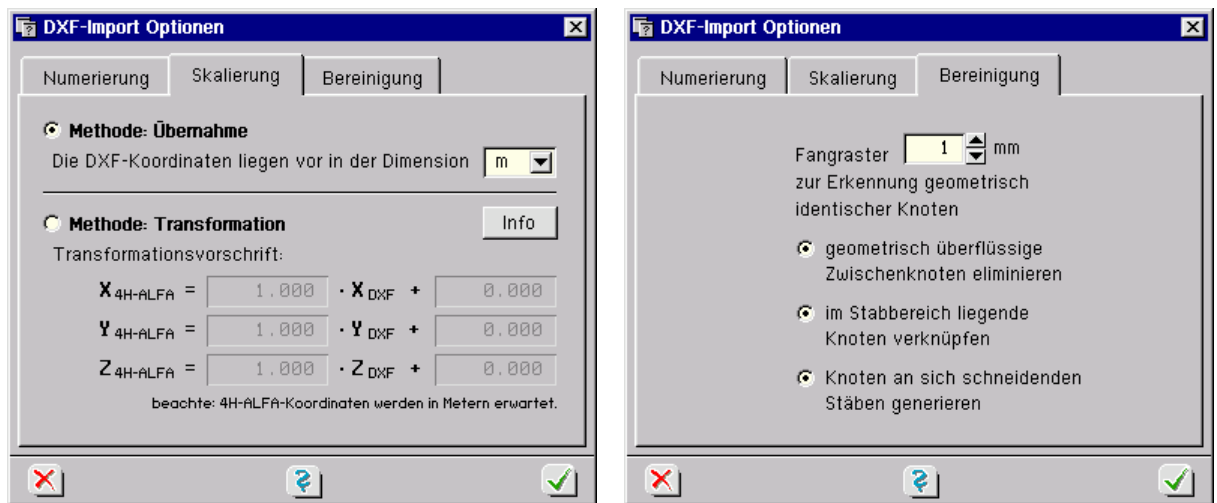 DXF-Import Optionen
Numerierung Skalierung Bereinigung
Methode: Übernahme
Die DXF-Koordinaten liegen vor in der Dimension m
Methode: Transformation Info
Transformationsvorschrift:
X 4H-ALFA = 1.000 · X DXF + 0.000
Y 4H-ALFA = 1.000 · Y DXF + 0.000
Z 4H-ALFA = 1.000 · Z DXF + 0.000
beachte: 4H-ALFA-Koordinaten werden in Metern erwartet.
DXF-Import Optionen
Numerierung Skalierung Bereinigung
Fangraster 1 mm
zur Erkennung geometrisch
identischer Knoten
geometrisch überflüssige
Zwischenknoten eliminieren
im Stabbereich liegende
Knoten verknüpfen
Knoten an sich schneidenden
Stäben generieren